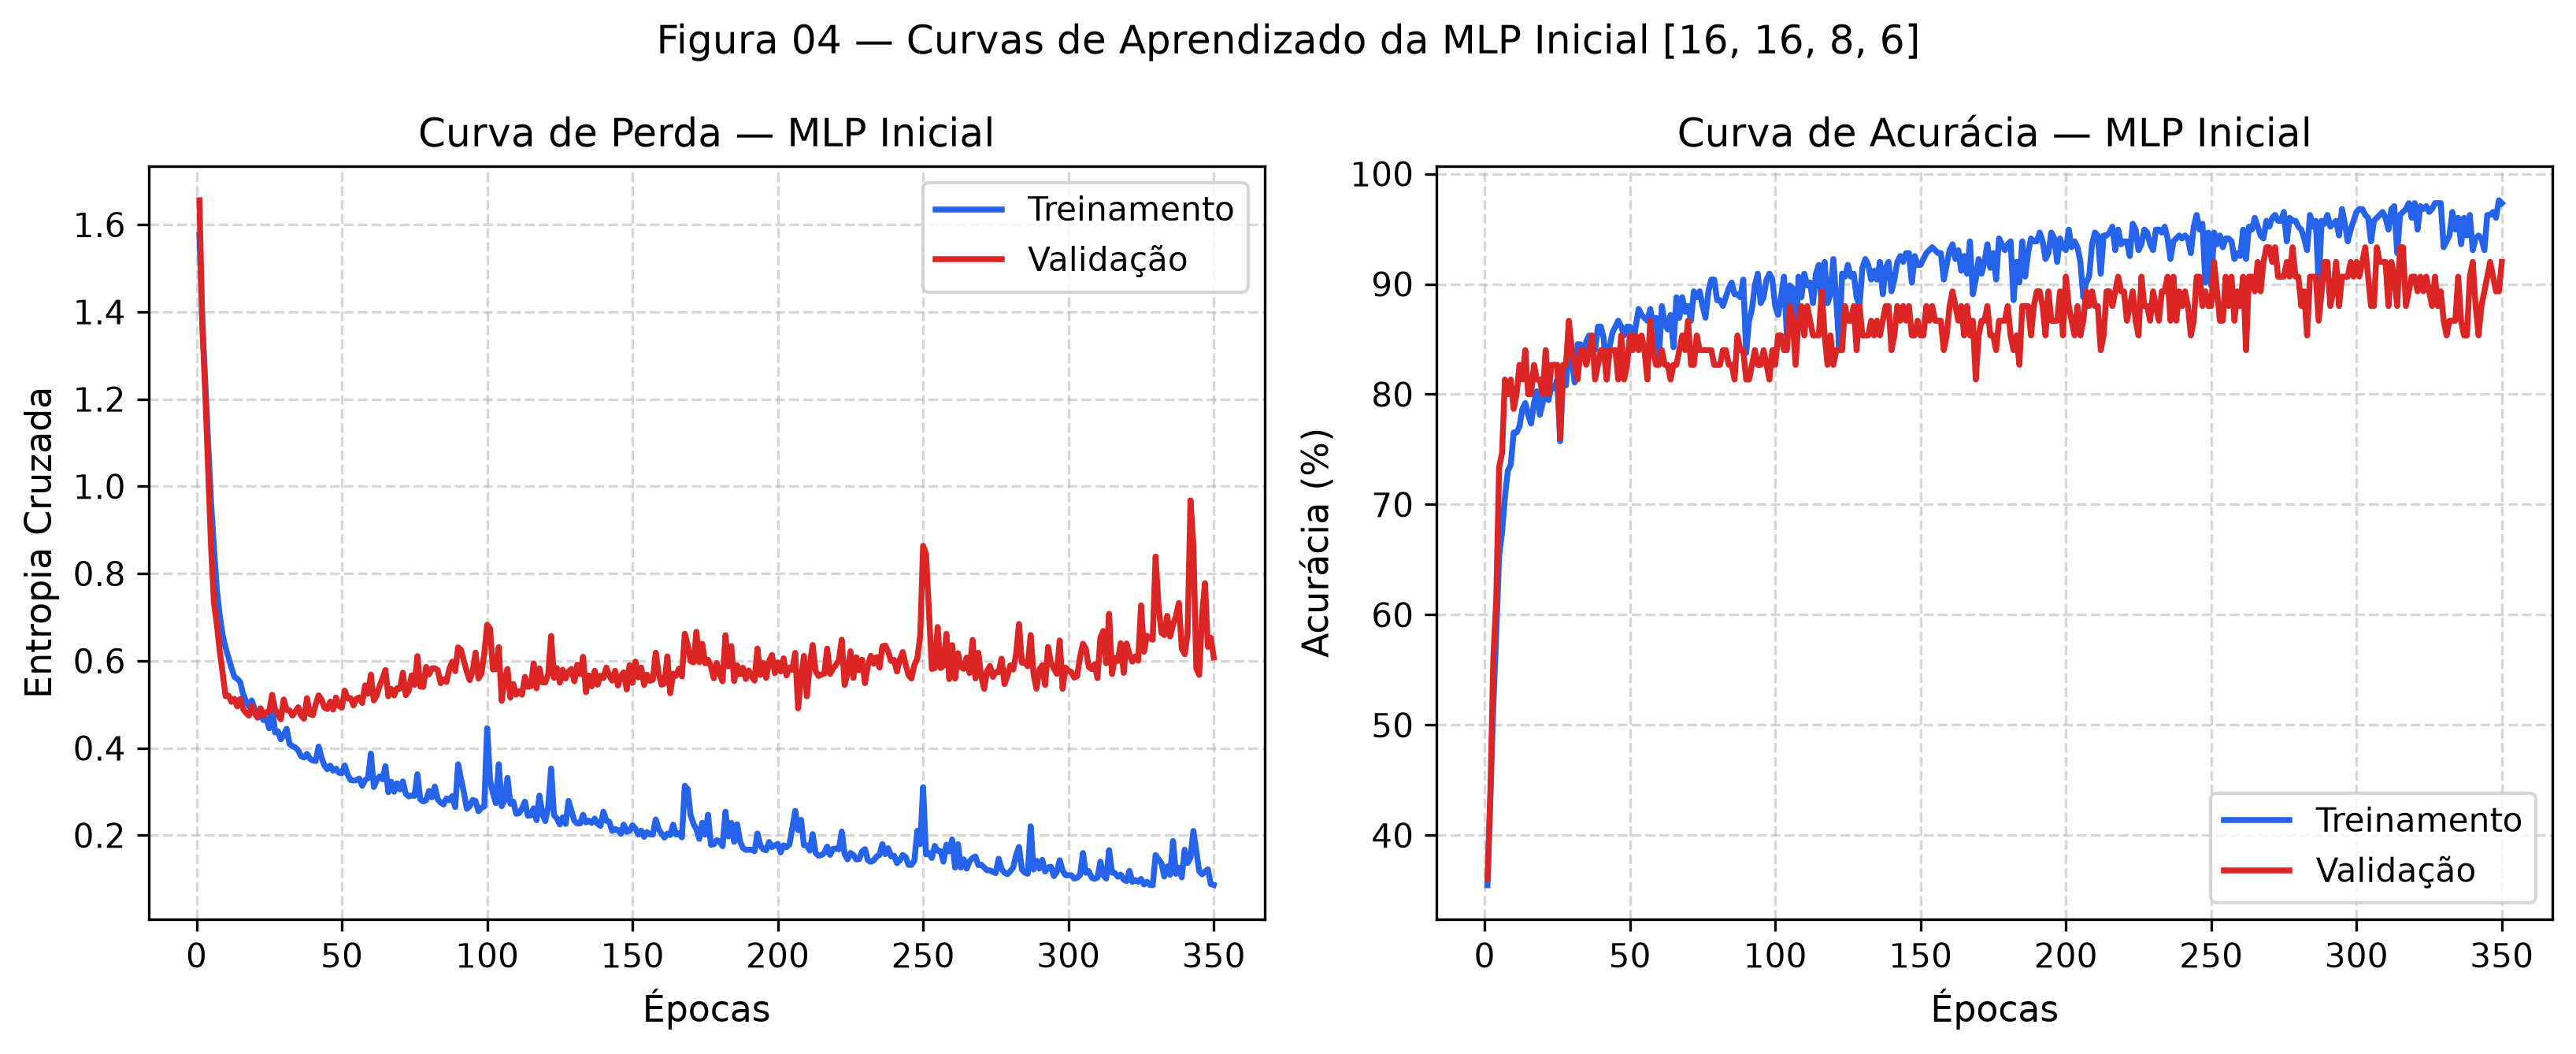 Figura 04 — Curvas de Aprendizado da MLP Inicial [16, 16, 8, 6]
Curva de Perda — MLP Inicial
Entropia Cruzada
1.6
1.4
1.2
1.0
0.8
0.6
0.4
0.2
Treinamento
Validação
0 50 100 150 200 250 300 350
Épocas
Curva de Acurácia — MLP Inicial
Acurácia (%)
100
90
80
70
60
50
40
Treinamento
Validação
0 50 100 150 200 250 300 350
Épocas